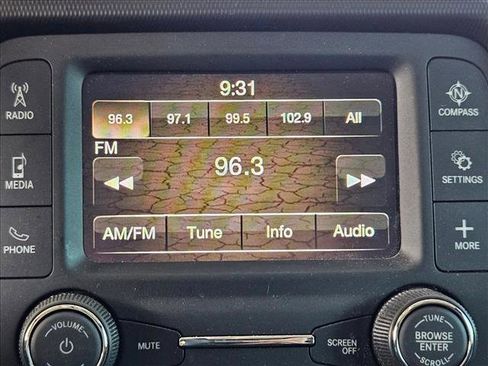 9:31
96.3 97.1 99.5 102.9 All
FM
96.3
AM/FM Tune Info Audio
RADIO
MEDIA
PHONE
COMPASS
SETTINGS
MORE
VOLUME
MUTE
SCREEN OFF
TUNE
BROWSE/
ENTER
SCROLL